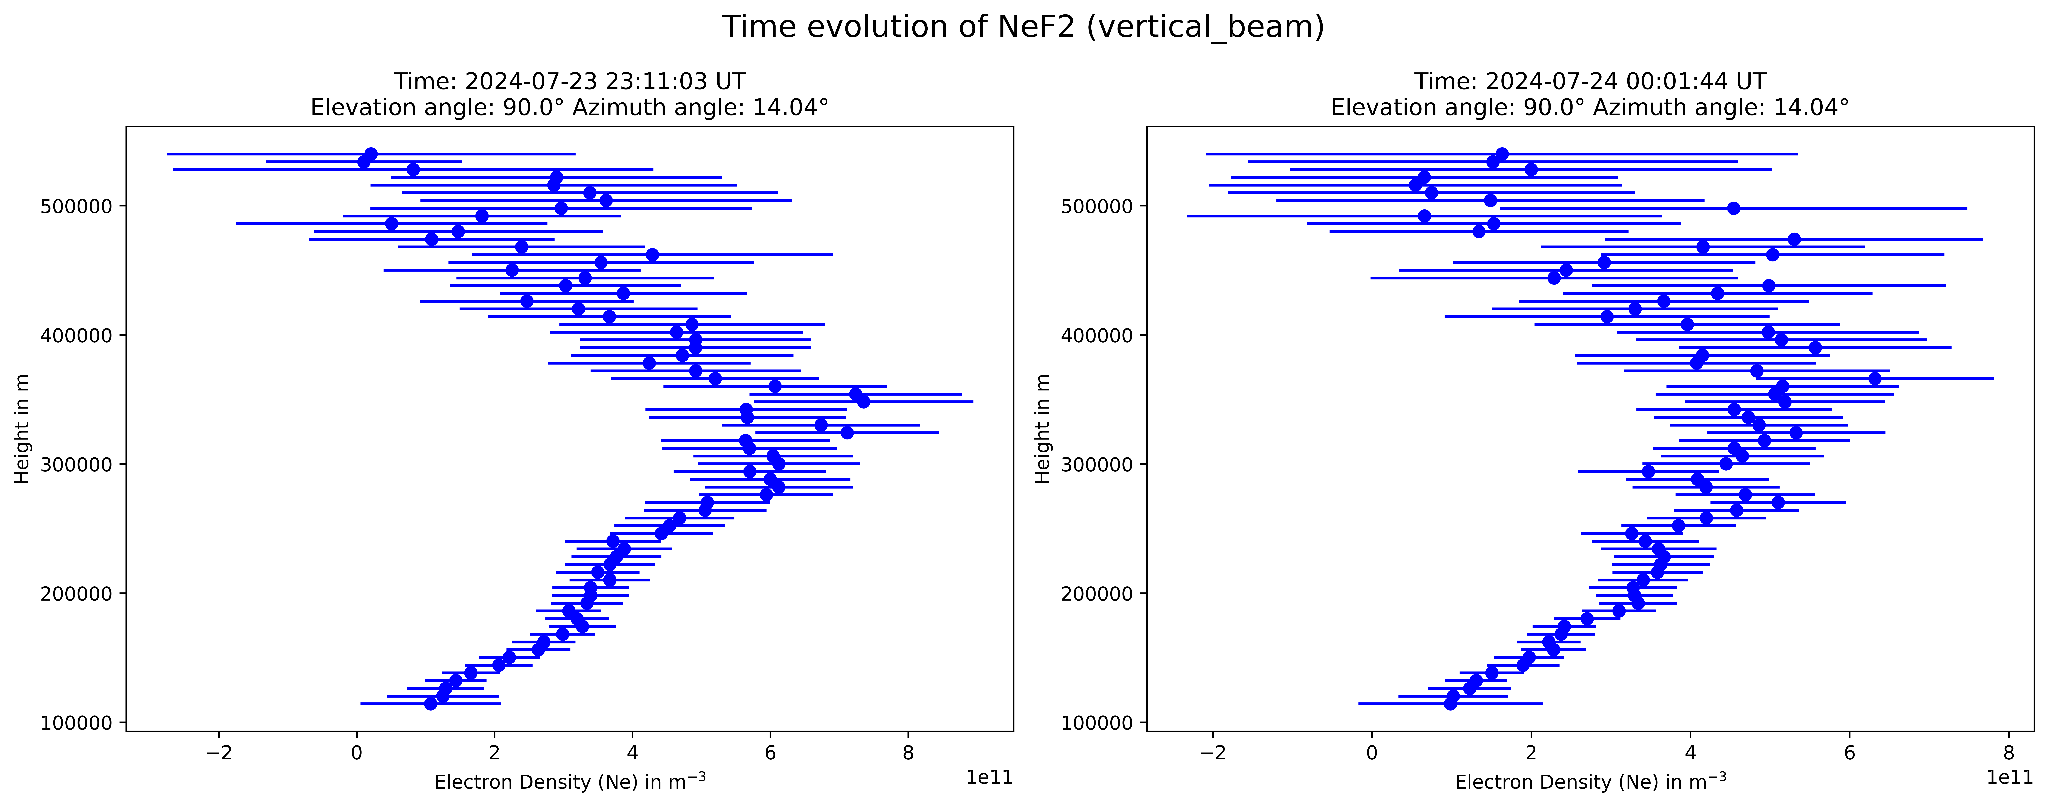 Time evolution of NeF2 (vertical_beam)
Time: 2024-07-23 23:11:03 UT
Elevation angle: 90.0° Azimuth angle: 14.04°
500000
400000
300000
200000
100000
Height in m
−2 0 2 4 6 8
1e11
Electron Density (Ne) in m⁻³
Time: 2024-07-24 00:01:44 UT
Elevation angle: 90.0° Azimuth angle: 14.04°
500000
400000
300000
200000
100000
Height in m
−2 0 2 4 6 8
1e11
Electron Density (Ne) in m⁻³